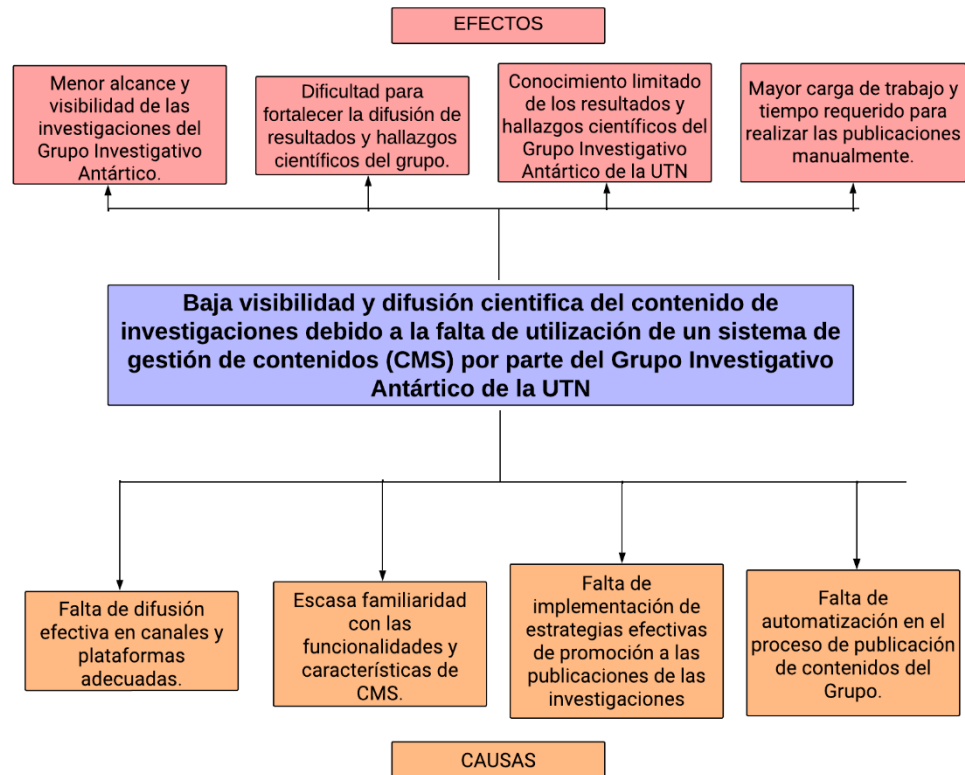 EFECTOS
Menor alcance y
visibilidad de las
investigaciones del
Grupo Investigativo
Antártico.
Dificultad para
fortalecer la difusión de
resultados y hallazgos
científicos del grupo.
Conocimiento limitado
de los resultados y
hallazgos científicos del
Grupo Investigativo
Antártico de la UTN
Mayor carga de trabajo y
tiempo requerido para
realizar las publicaciones
manualmente.
Baja visibilidad y difusión cientifica del contenido de
investigaciones debido a la falta de utilización de un sistema de
gestión de contenidos (CMS) por parte del Grupo Investigativo
Antártico de la UTN
Falta de difusión
efectiva en canales y
plataformas
adecuadas.
Escasa familiaridad
con las
funcionalidades y
características de
CMS.
Falta de
implementación de
estrategias efectivas
de promoción a las
publicaciones de las
investigaciones
Falta de
automatización en el
proceso de publicación
de contenidos del
Grupo.
CAUSAS